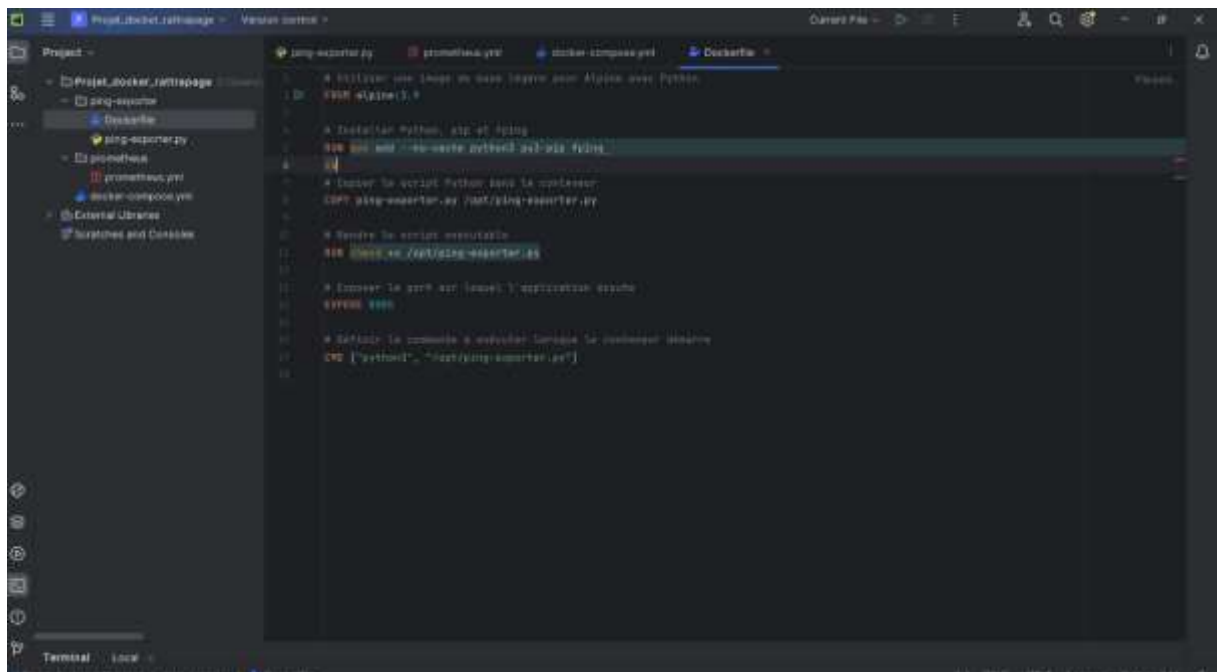 Projet_docket_rattrapage
Version control
Current File
Project
ping-exporter.py
prometheus.yml
docker-compose.yml
Dockerfile
Projet_docket_rattrapage
ping-exporter
Dockerfile
ping-exporter.py
prometheus
prometheus.yml
docker-compose.yml
External Libraries
Scratches and Consoles
# Utiliser une image de base légère pour Alpine avec Python
FROM alpine:3.
# Installer Python, pip et fping
RUN apk add --no-cache python3 py3-pip fping
# Copier le script Python dans le conteneur
COPY ping-exporter.py /opt/ping-exporter.py
# Rendre le script exécutable
RUN chmod +x /opt/ping-exporter.py
# Exposer le port sur lequel l'application écoute
EXPOSE
# Définir la commande à exécuter lorsque le conteneur démarre
CMD ["python3", "/opt/ping-exporter.py"]
Terminal
Local